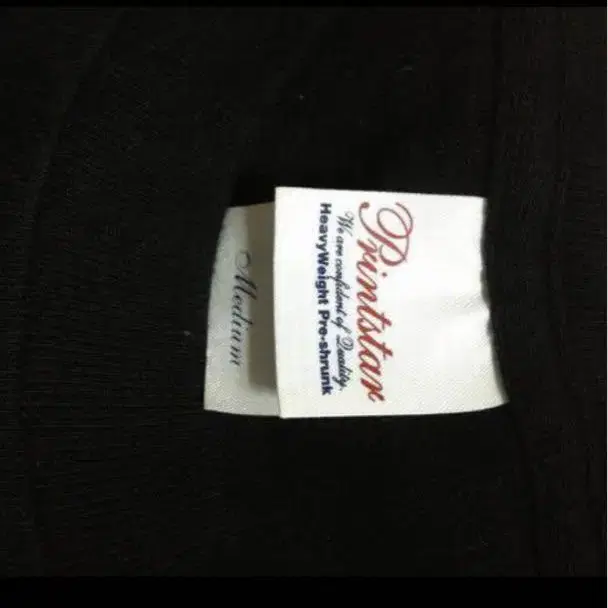 Printstar
We are confident of Quality.
HeavyWeight Pre-shrunk
Medium